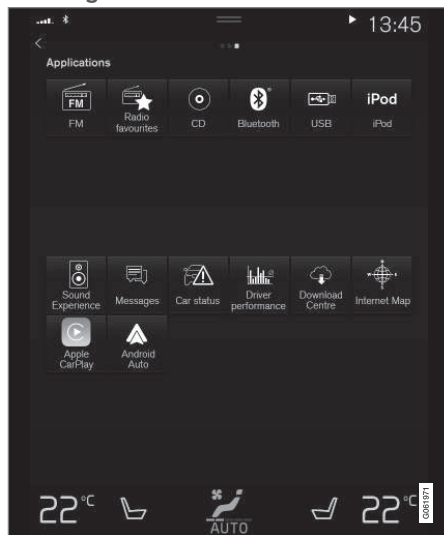 13:45
Applications
FM
FM
Radio
favourites
CD
Bluetooth
USB
iPod
iPod
Sound
Experience
Messages
Car status
Driver
performance
Download
Centre
Internet Map
Apple
CarPlay
Android
Auto
22°C
AUTO
22°C
G061971